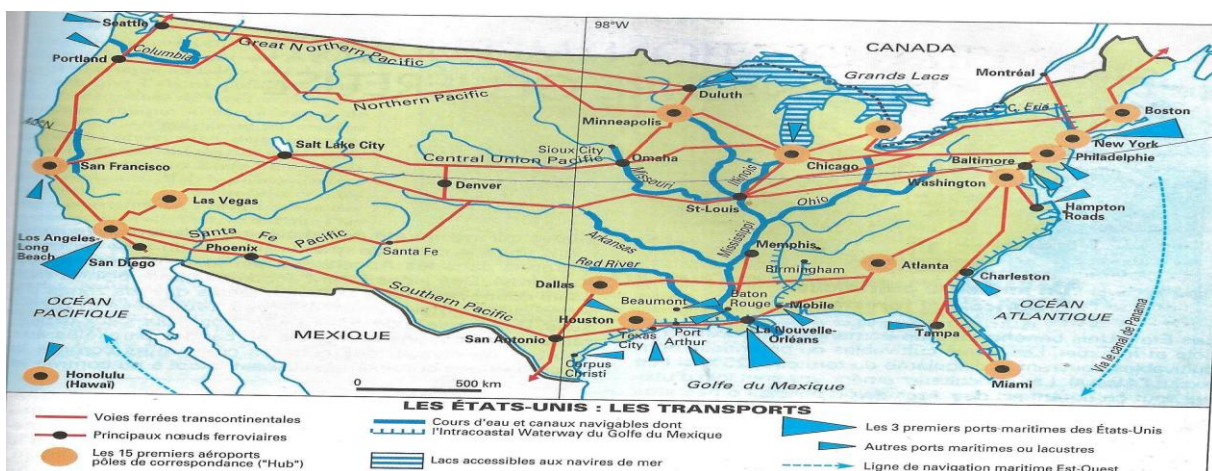 98°W
Seattle
Portland
Columbia
Great Northern Pacific
Northern Pacific
CANADA
Grands Lacs
Montréal
Duluth
Minneapolis
C. Erié
Boston
New York
Philadelphie
Baltimore
Washington
Hampton
Roads
San Francisco
Salt Lake City
Central Union Pacific
Sioux City
Omaha
Missouri
Illinois
Chicago
Denver
St-Louis
Ohio
Las Vegas
Los Angeles-
Long
Beach
San Diego
Phoenix
Santa Fe Pacific
Santa Fe
Arkansas
Red River
Mississippi
Memphis
Birmingham
Atlanta
Charleston
Dallas
Southern Pacific
Beaumont
Baton
Rouge
Mobile
Houston
San Antonio
Texas
City
Port
Arthur
La Nouvelle-
Orléans
Corpus
Christi
Tampa
Miami
OCÉAN
PACIFIQUE
MEXIQUE
Golfe du Mexique
OCÉAN
ATLANTIQUE
Via le canal de Panama
Honolulu
(Hawaï)
0 500 km
LES ÉTATS-UNIS : LES TRANSPORTS
Voies ferrées transcontinentales
Principaux nœuds ferroviaires
Les 15 premiers aéroports
pôles de correspondance ("Hub")
Cours d'eau et canaux navigables dont
l'Intracoastal Waterway du Golfe du Mexique
Lacs accessibles aux navires de mer
Les 3 premiers ports maritimes des États-Unis
Autres ports maritimes ou lacustres
Ligne de navigation maritime Est-Ouest